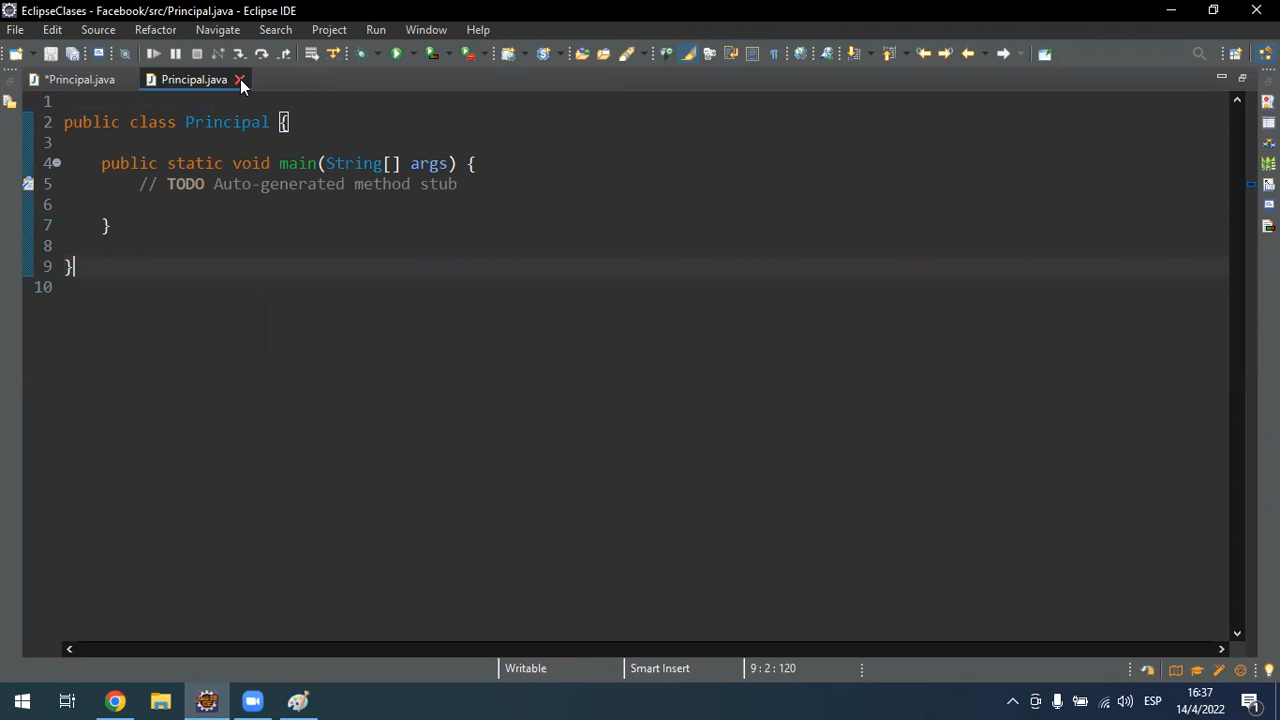 EclipseClases - Facebook/src/Principal.java - Eclipse IDE
File Edit Source Refactor Navigate Search Project Run Window Help
*Principal.java Principal.java
1
2 public class Principal {
3
4 public static void main(String[] args) {
5 // TODO Auto-generated method stub
6
7 }
8
9 }
10
Writable Smart Insert 9 : 2 : 120
ESP 16:37
14/4/2022